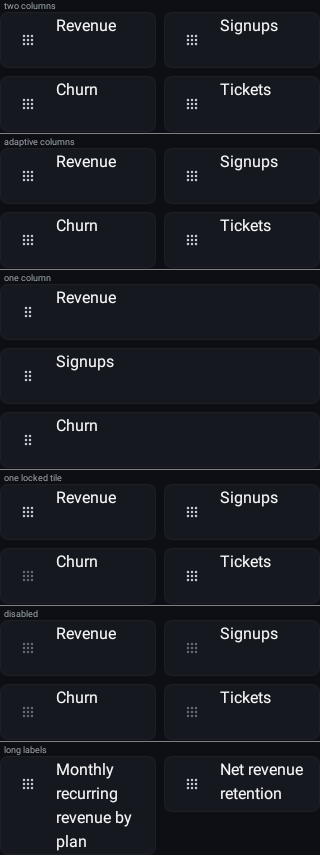 two columns
Revenue
Signups
Churn
Tickets
adaptive columns
Revenue
Signups
Churn
Tickets
one column
Revenue
Signups
Churn
one locked tile
Revenue
Signups
Churn
Tickets
disabled
Revenue
Signups
Churn
Tickets
long labels
Monthly
recurring
revenue by
plan
Net revenue
retention